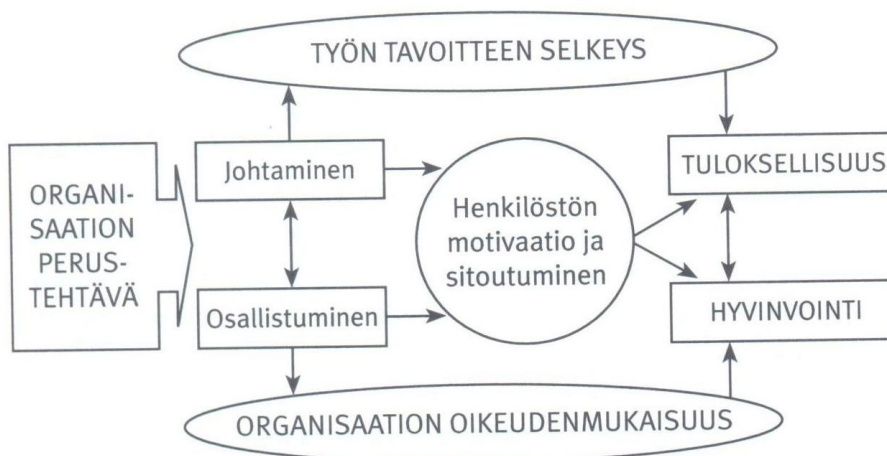 TYÖN TAVOITTEEN SELKEYS
ORGANI-
SAATION
PERUS-
TEHTÄVÄ
Johtaminen
Osallistuminen
Henkilöstön
motivaatio ja
sitoutuminen
TULOKSELLISUUS
HYVINVOINTI
ORGANISAATION OIKEUDENMUKAISUUS